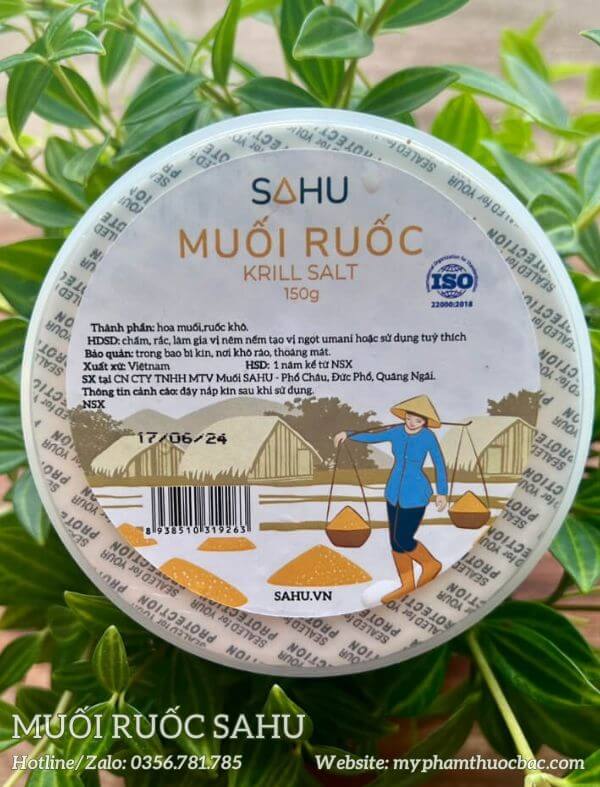 SAHU
MUỐI RUỐC
KRILL SALT
150g
ISO
22000:2018
Thành phần: hoa muối,ruốc khô.
HDSD: chấm, rắc, làm gia vị nêm nếm tạo vị ngọt umani hoặc sử dụng tuỳ thích
Bảo quản: trong bao bì kín, nơi khô ráo, thoáng mát.
Xuất xứ: Việtnam HSD: 1 năm kể từ NSX
SX tại CN CTY TNHH MTV Muối SAHU - Phổ Châu, Đức Phổ, Quãng Ngãi.
Thông tin cảnh cáo: đậy nắp kín sau khi sử dụng.
NSX
17/06/24
8 938510 319263
SAHU.VN
SEALED for YOUR
PROTECTION
MUỐI RUỐC SAHU
Hotline/Zalo: 0356.781.785 Website: myphamthuocbac.com